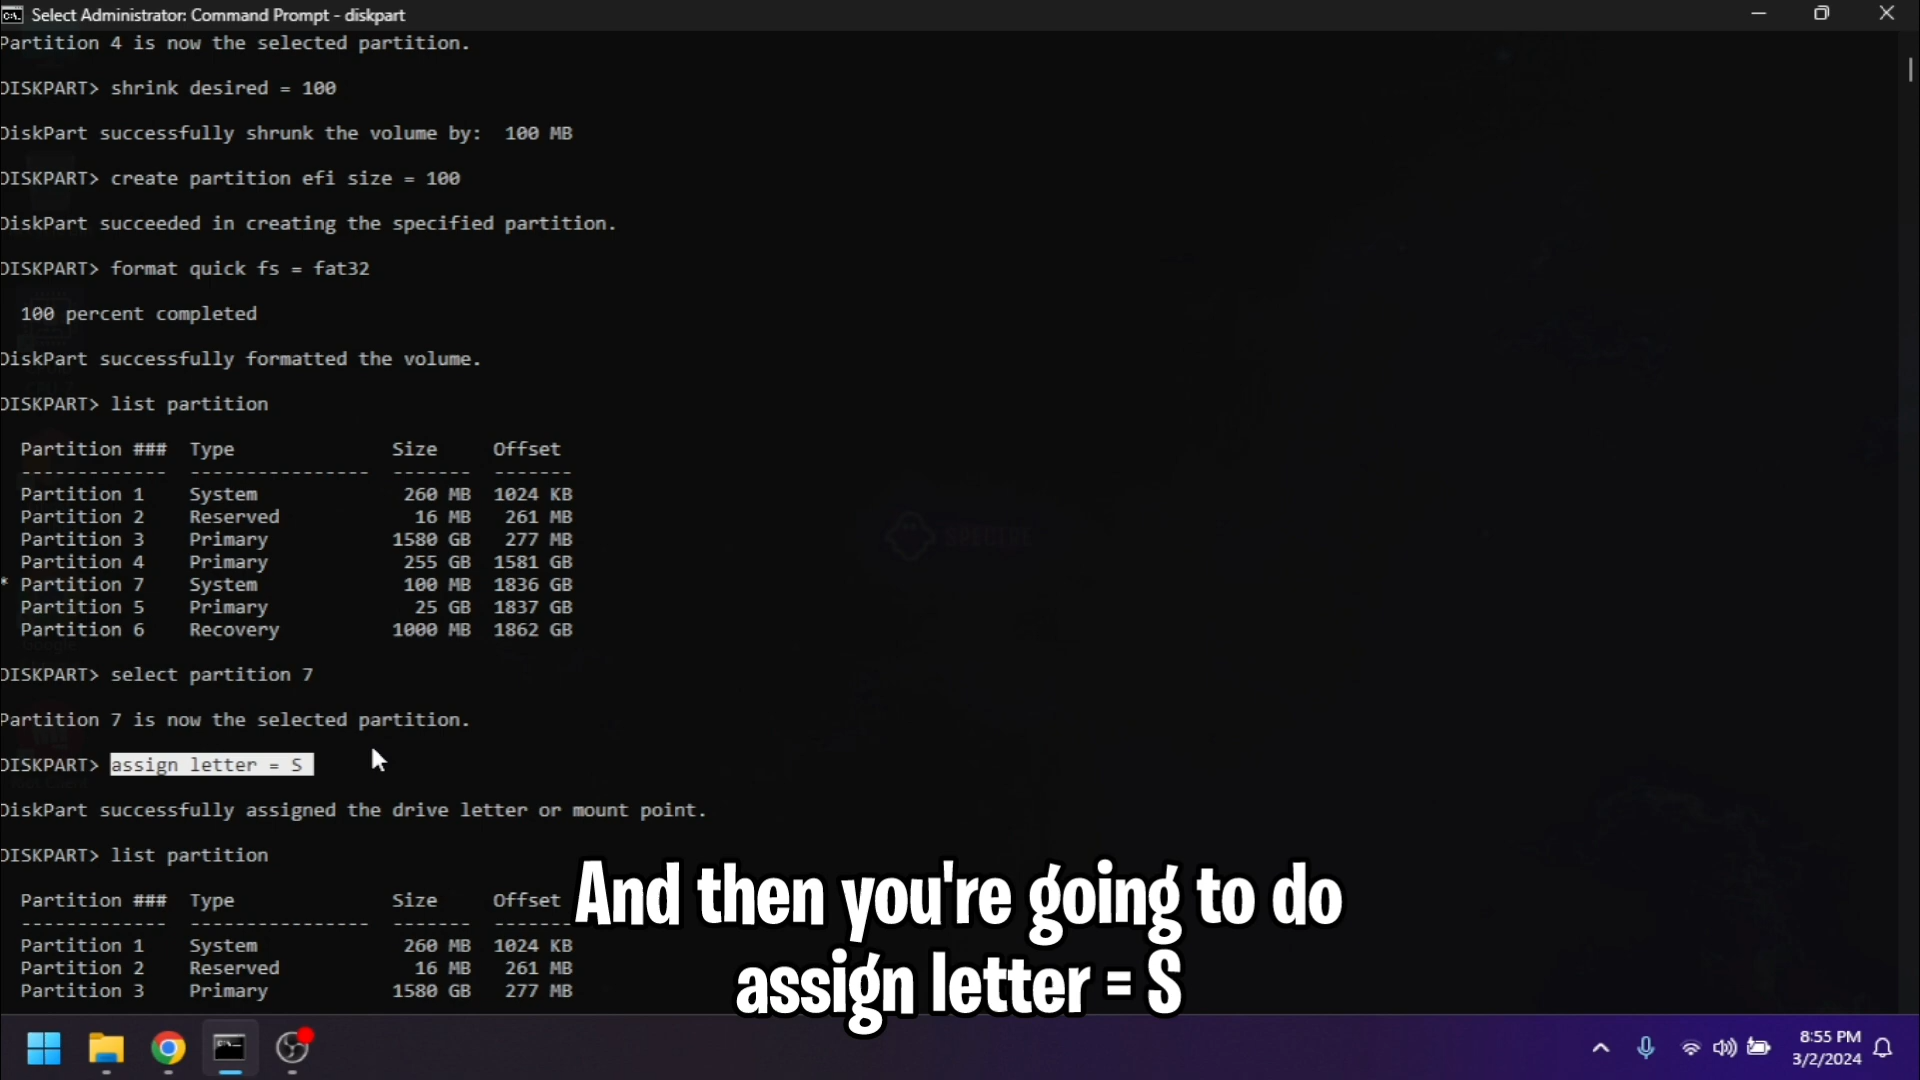 Select Administrator: Command Prompt - diskpart
Partition 4 is now the selected partition.
DISKPART> shrink desired = 100
DiskPart successfully shrunk the volume by:  100 MB
DISKPART> create partition efi size = 100
DiskPart succeeded in creating the specified partition.
DISKPART> format quick fs = fat32
100 percent completed
DiskPart successfully formatted the volume.
DISKPART> list partition
Partition ###  Type              Size     Offset
-------------  ----------------  -------  -------
Partition 1    System             260 MB  1024 KB
Partition 2    Reserved            16 MB   261 MB
Partition 3    Primary           1580 GB   277 MB
Partition 4    Primary            255 GB  1581 GB
* Partition 7    System             100 MB  1836 GB
Partition 5    Primary             25 GB  1837 GB
Partition 6    Recovery          1000 MB  1862 GB
DISKPART> select partition 7
Partition 7 is now the selected partition.
DISKPART> assign letter = S
DiskPart successfully assigned the drive letter or mount point.
DISKPART> list partition
Partition ###  Type              Size     Offset
-------------  ----------------  -------  -------
Partition 1    System             260 MB  1024 KB
Partition 2    Reserved            16 MB   261 MB
Partition 3    Primary           1580 GB   277 MB
And then you're going to do
assign letter = S
SPECTRE
8:55 PM
3/2/2024